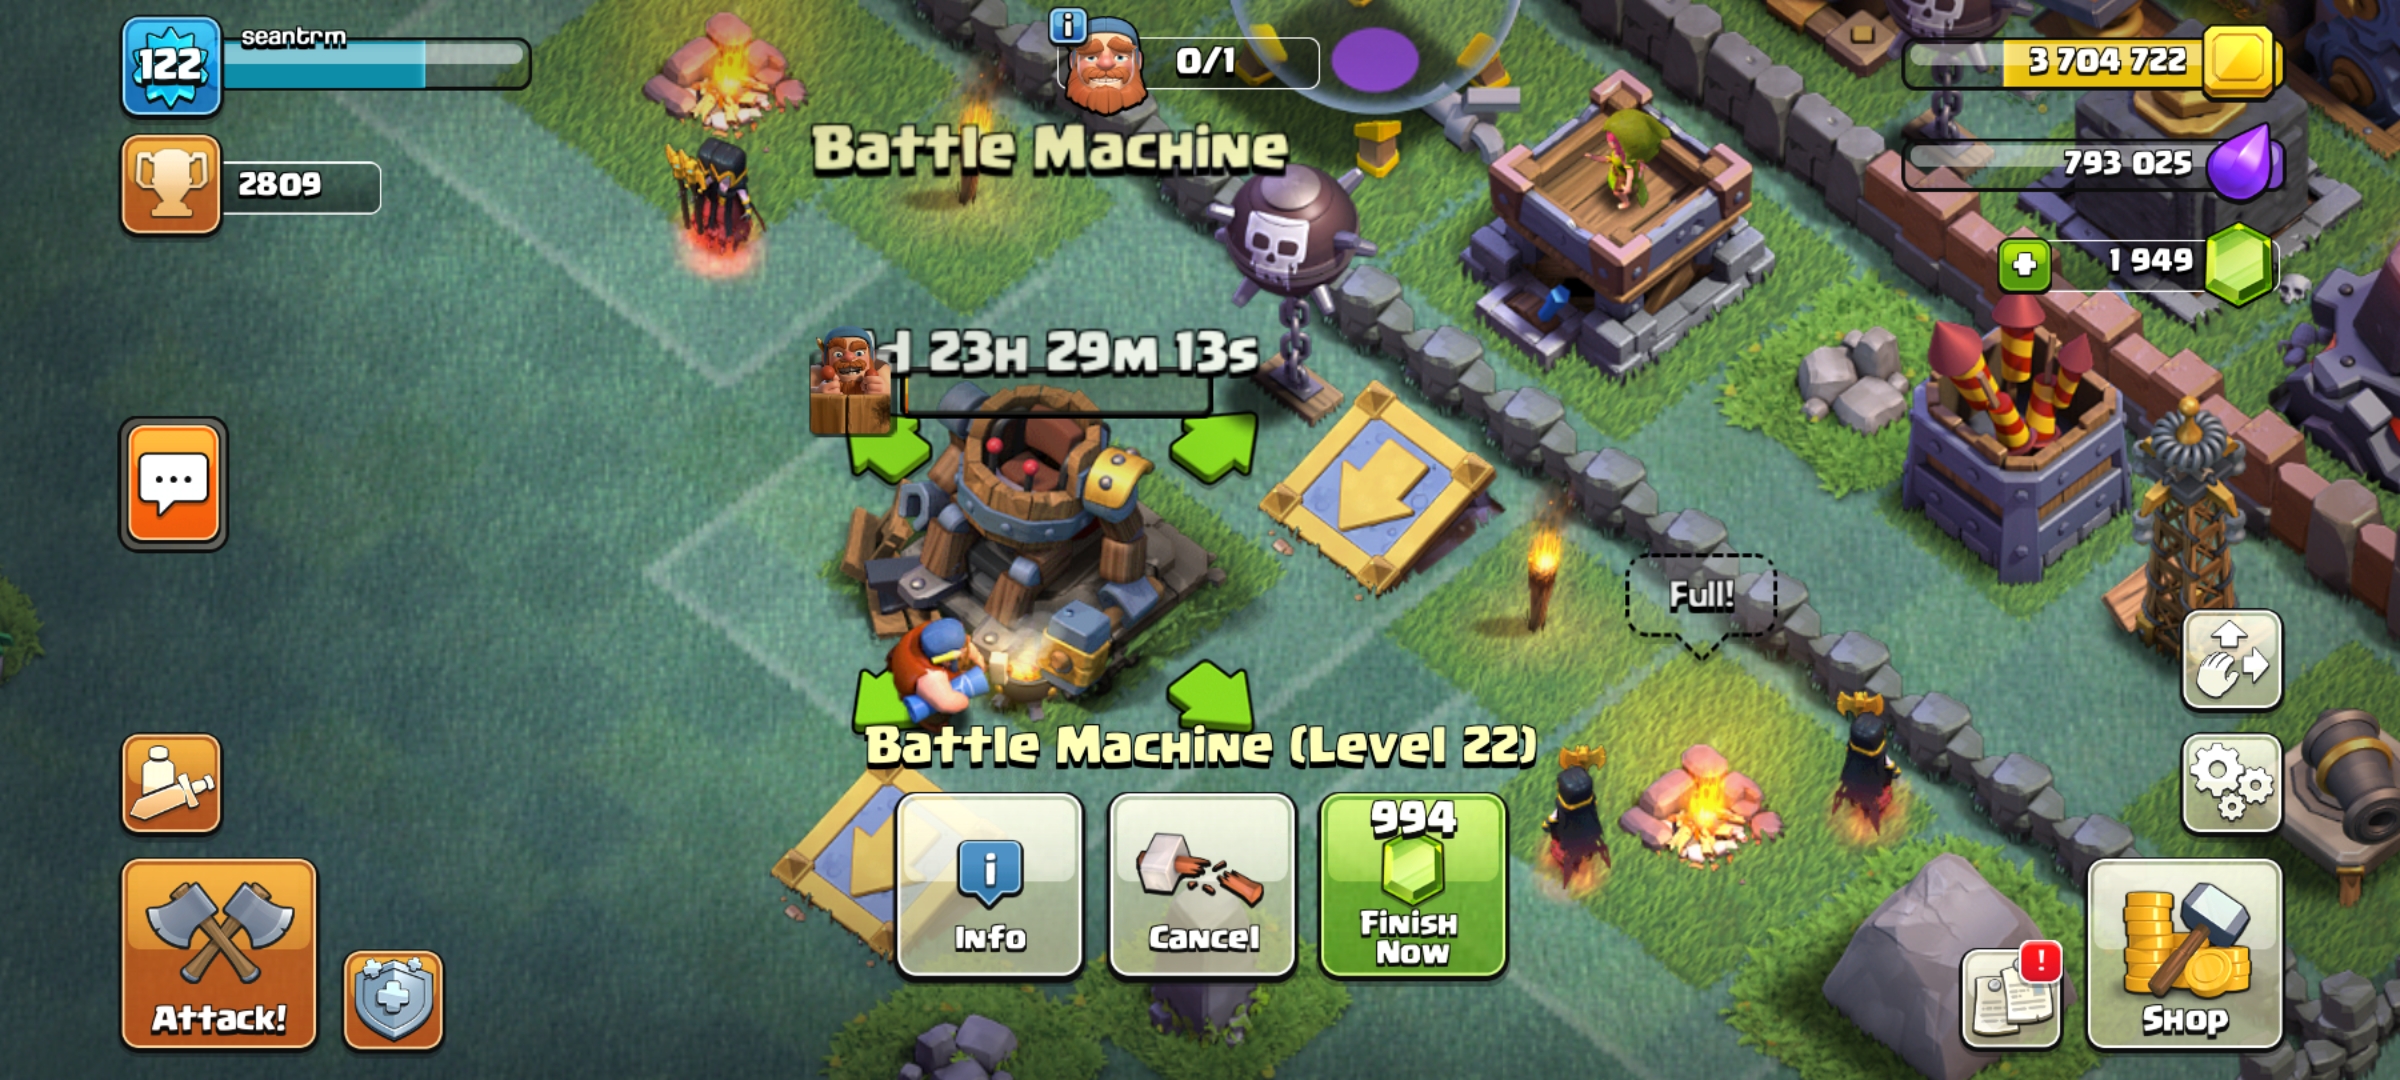 122
seantrm
0/1
3 704 722
Battle Machine
793 025
2809
1 949
d 23H 29M 13s
Full!
Battle Machine (Level 22)
994
Info
Cancel
Finish
Now
Attack!
Shop